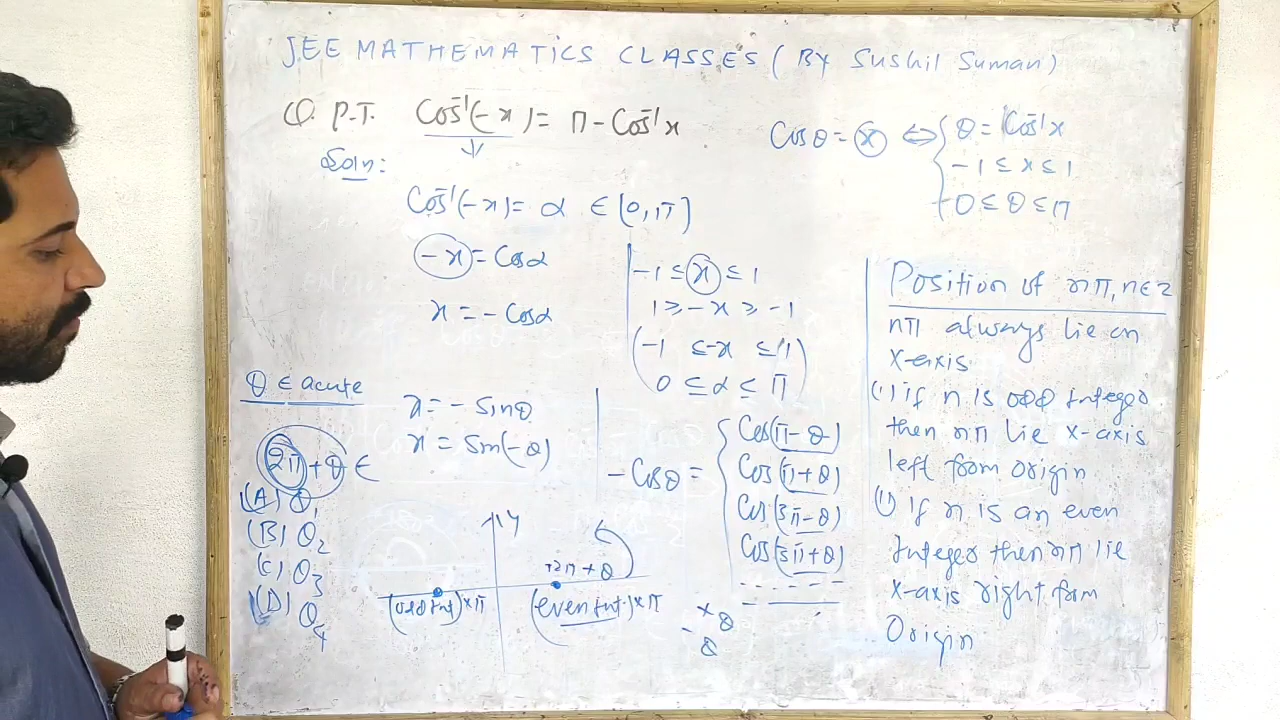 JEE MATHEMATICS CLASSES (BY Sushil Suman)
Q. P.T. Cos⁻¹(-x) = π - Cos⁻¹x
Soln:
Cos⁻¹(-x) = α ∈ [0, π]
-x = Cosα
x = - Cosα
Cosθ = x ⇔ { θ = Cos⁻¹x
-1 ≤ x ≤ 1
0 ≤ θ ≤ π
-1 ≤ x ≤ 1
1 ≥ -x ≥ -1
(-1 ≤ -x ≤ 1)
0 ≤ α ≤ π
θ ∈ acute
2π + θ ∈
(A) Q₁
(B) Q₂
(C) Q₃
(D) Q₄
x = - sinθ
x = Sin(-θ)
-Cosθ = { Cos(π-θ)
Cos(π+θ)
Cos(3π-θ)
Cos(3π+θ)
Y
2π + θ
(odd int) × π
(even int.) × π
+ θ
- θ
Position of nπ, n∈Z
nπ always lie on
X-axis
(i) if n is odd Integer
then nπ lie X-axis
left from origin
(i) If n is an even
Integer then nπ lie
X-axis right from
Origin